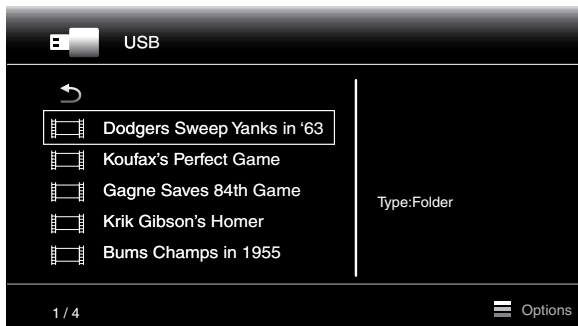 USB
Dodgers Sweep Yanks in ‘63
Koufax’s Perfect Game
Gagne Saves 84th Game
Krik Gibson’s Homer
Bums Champs in 1955
Type:Folder
1 / 4
Options